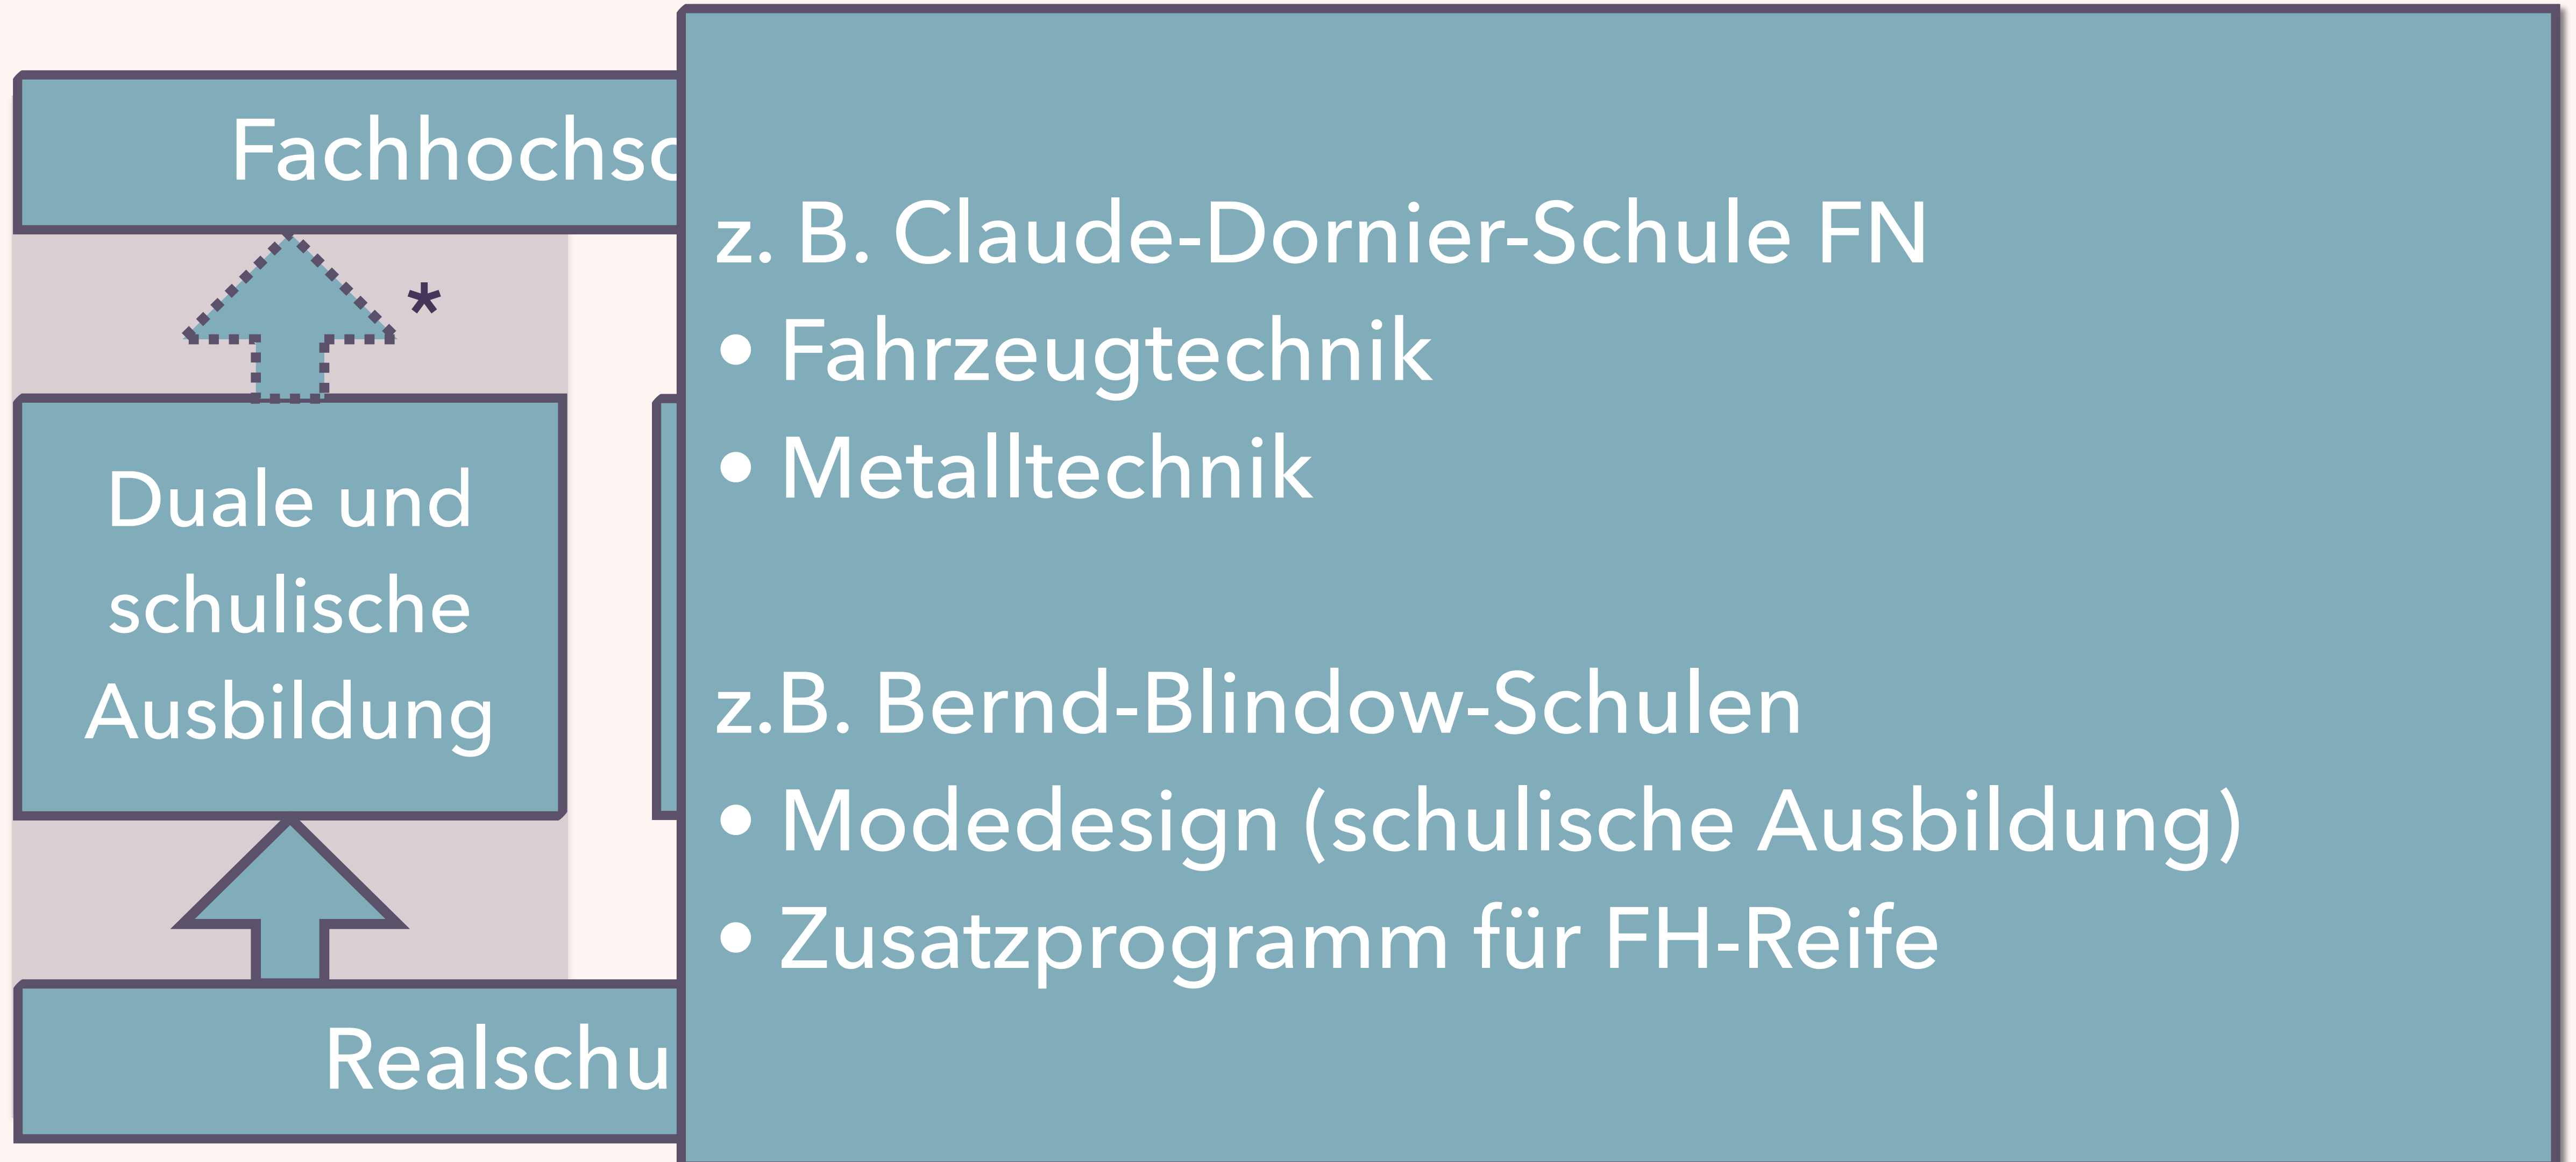 Fachhochsc
*
Duale und
schulische
Ausbildung
Realschu
z. B. Claude-Dornier-Schule FN
• Fahrzeugtechnik
• Metalltechnik
z.B. Bernd-Blindow-Schulen
• Modedesign (schulische Ausbildung)
• Zusatzprogramm für FH-Reife